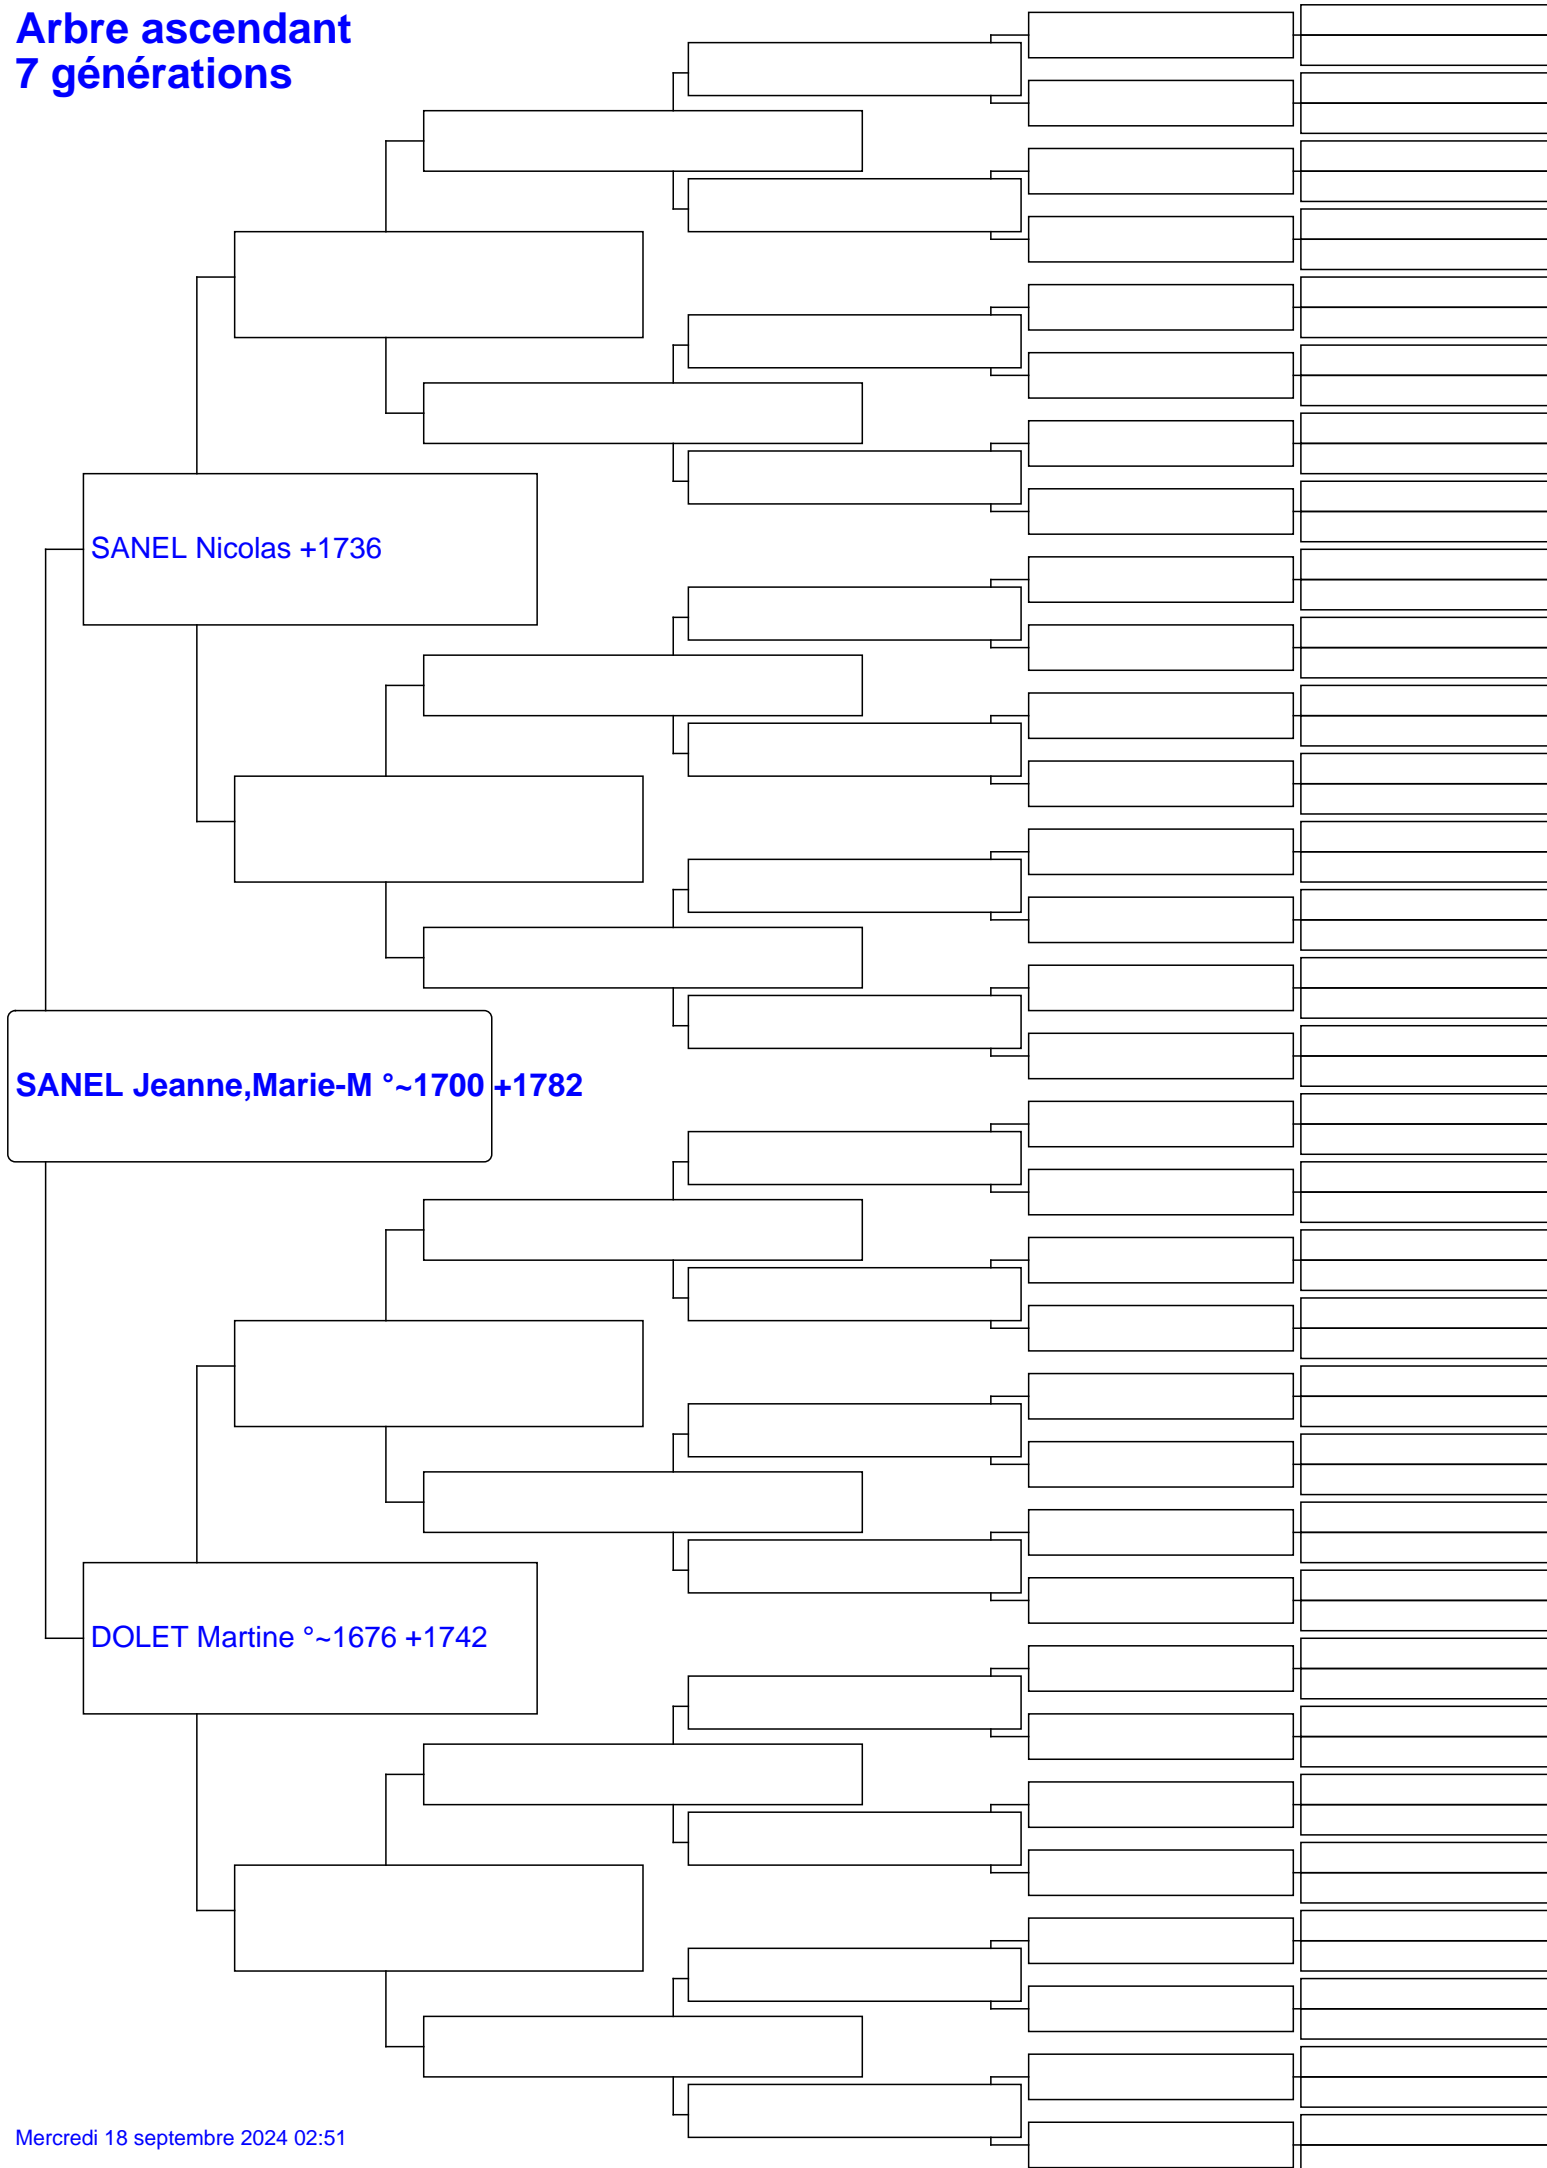 Arbre ascendant
7 générations
SANEL Nicolas +1736
SANEL Jeanne,Marie-M °~1700 +1782
DOLET Martine °~1676 +1742
Mercredi 18 septembre 2024 02:51